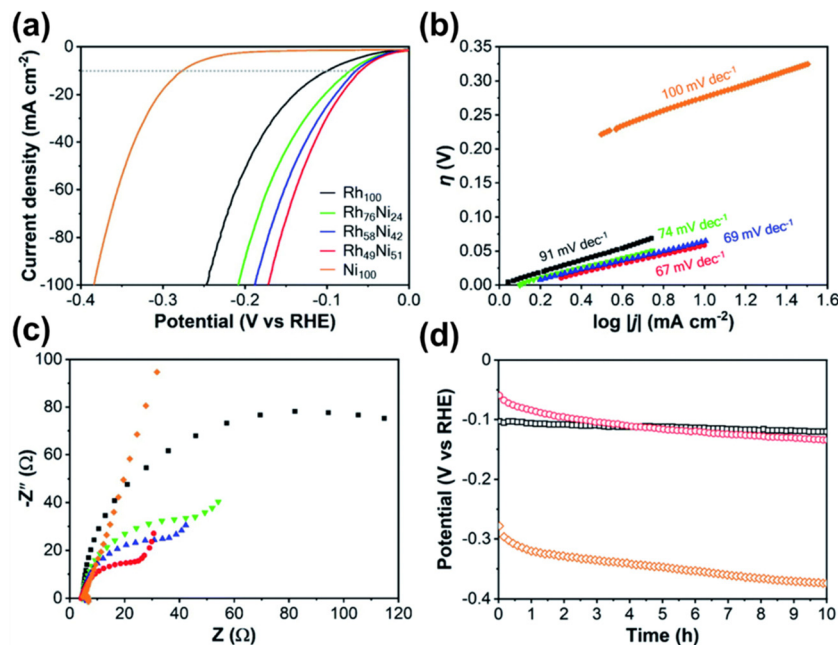 (a)
0
-20
-40
-60
-80
-100
-0.4
-0.3
-0.2
-0.1
0.0
Current density (mA cm⁻²)
Potential (V vs RHE)
Rh₁₀₀
Rh₇₆Ni₂₄
Rh₅₈Ni₄₂
Rh₄₉Ni₅₁
Ni₁₀₀
(b)
0.35
0.30
0.25
0.20
0.15
0.10
0.05
0.00
0.0
0.2
0.4
0.6
0.8
1.0
1.2
1.4
1.6
η (V)
log |j| (mA cm⁻²)
100 mV dec⁻¹
91 mV dec⁻¹
74 mV dec⁻¹
69 mV dec⁻¹
67 mV dec⁻¹
(c)
100
80
60
40
20
0
0
20
40
60
80
100
120
-Z″ (Ω)
Z (Ω)
(d)
0
-0.1
-0.2
-0.3
-0.4
0
1
2
3
4
5
6
7
8
9
10
Potential (V vs RHE)
Time (h)